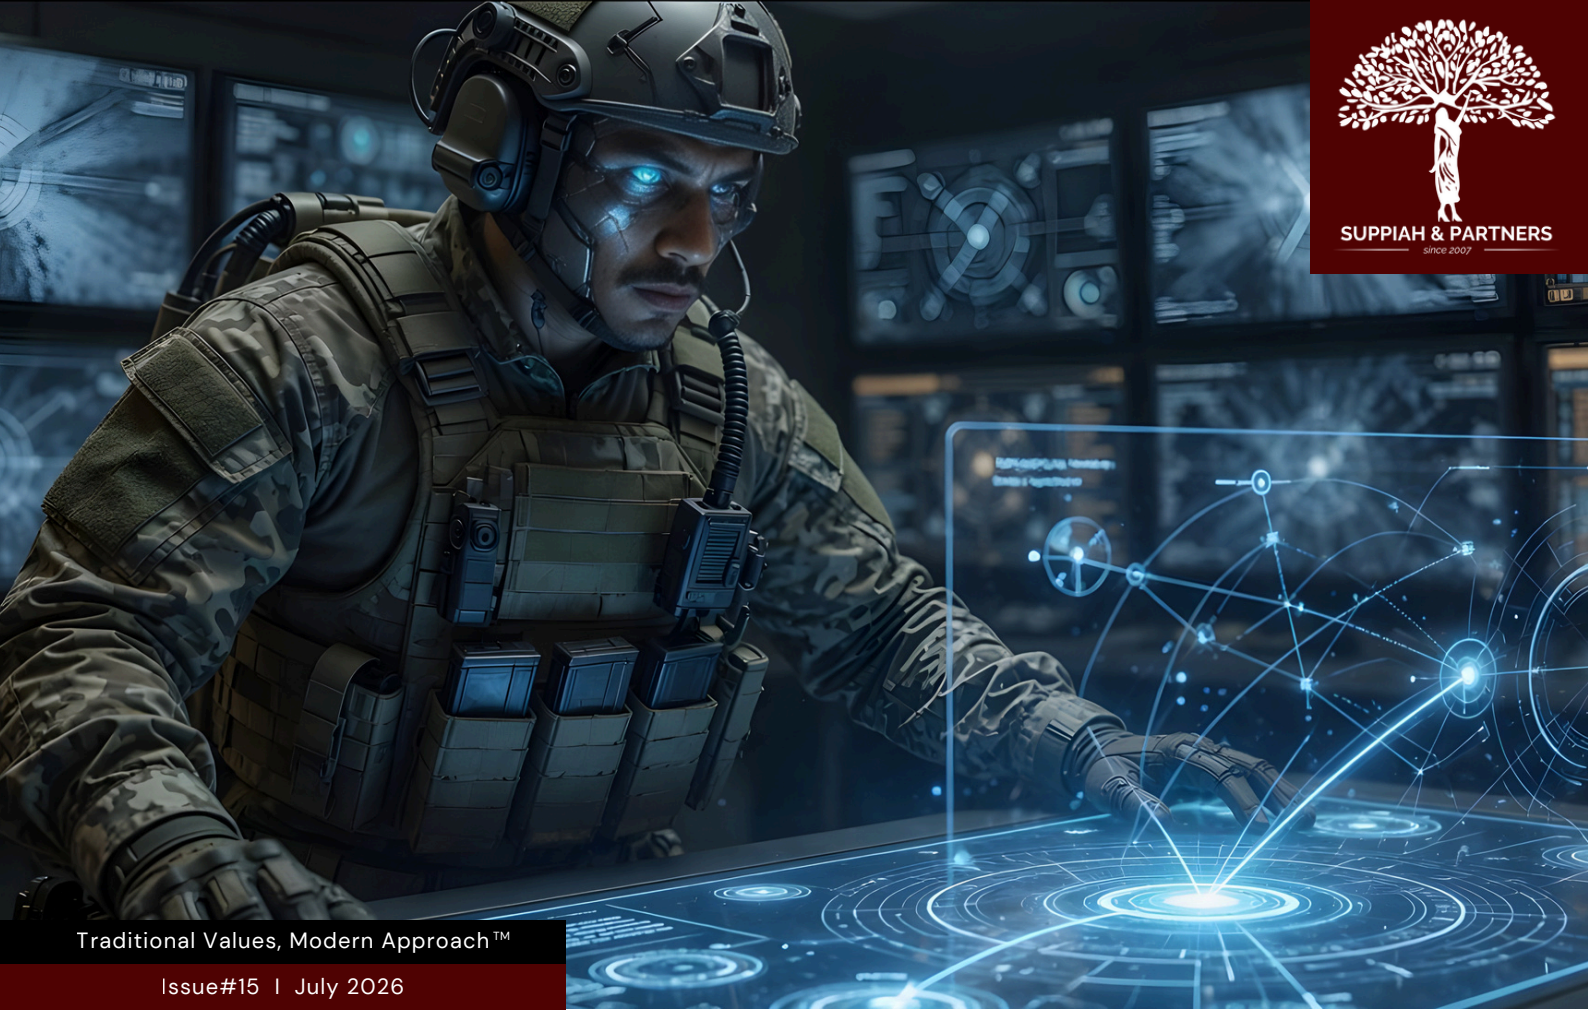 SUPPIAH & PARTNERS
since 2007
Traditional Values, Modern Approach™
Issue#15 I July 2026